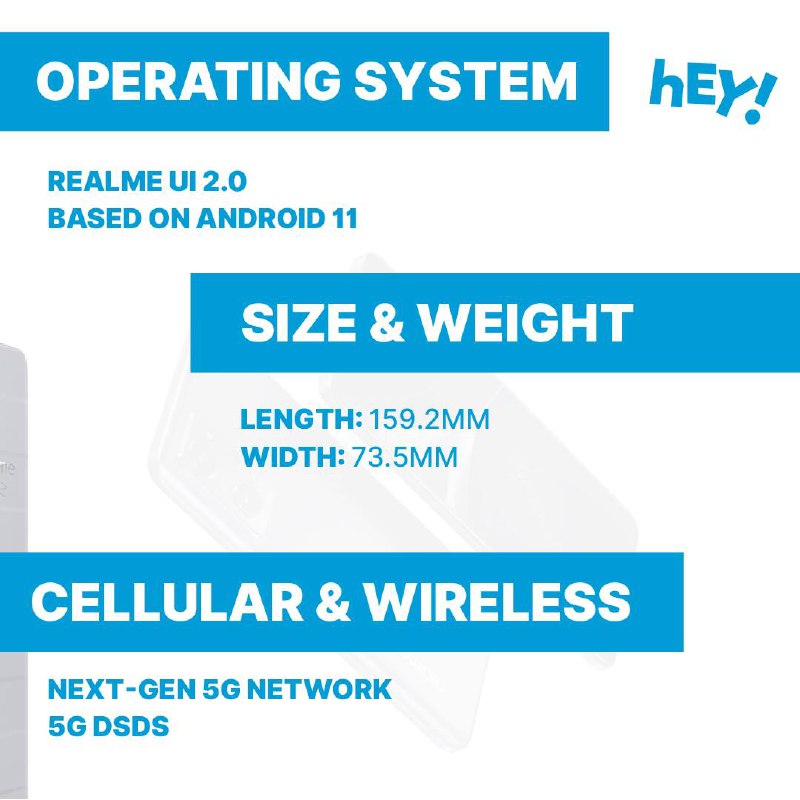 OPERATING SYSTEM
hEY!
REALME UI 2.0
BASED ON ANDROID 11
SIZE & WEIGHT
LENGTH: 159.2MM
WIDTH: 73.5MM
CELLULAR & WIRELESS
NEXT-GEN 5G NETWORK
5G DSDS